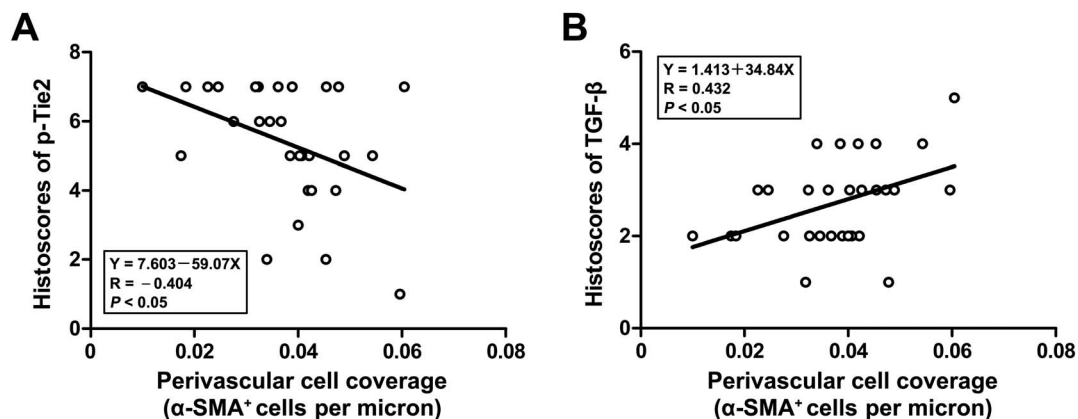 A
Histoscores of p-Tie2
8
6
4
2
0
Y = 7.603−59.07X
R = −0.404
P < 0.05
0
0.02
0.04
0.06
0.08
Perivascular cell coverage
(α-SMA⁺ cells per micron)
B
Histoscores of TGF-β
6
4
2
0
Y = 1.413+34.84X
R = 0.432
P < 0.05
0
0.02
0.04
0.06
0.08
Perivascular cell coverage
(α-SMA⁺ cells per micron)